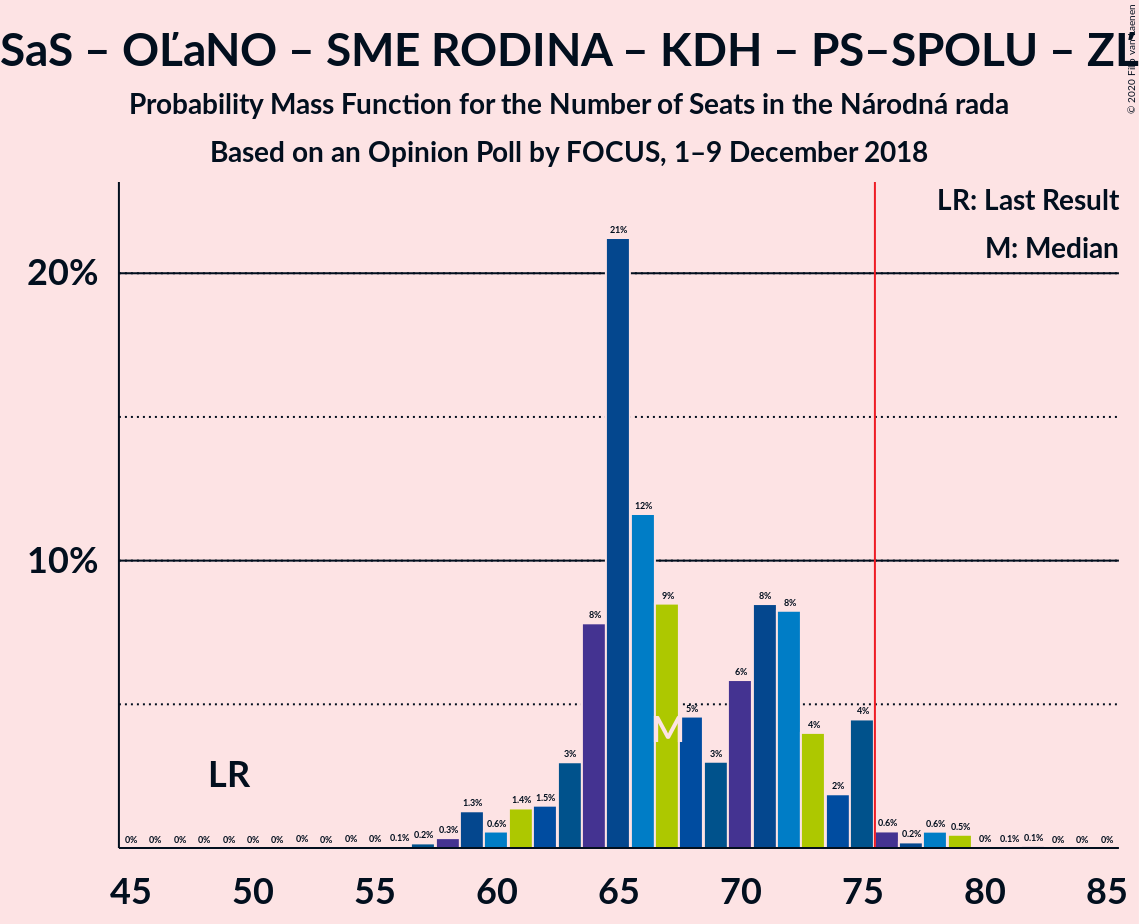 SaS – OĽaNO – SME RODINA – KDH – PS–SPOLU – ZĽ
Probability Mass Function for the Number of Seats in the Národná rada
Based on an Opinion Poll by FOCUS, 1–9 December 2018
© 2020 Filip van Laenen
LR: Last Result
M: Median
20%
10%
LR
M
0% 0% 0% 0% 0% 0% 0% 0% 0% 0% 0% 0.1% 0.2% 0.3% 1.3% 0.6% 1.4% 1.5% 3% 8% 21% 12% 9% 5% 3% 6% 8% 8% 4% 2% 4% 0.6% 0.2% 0.6% 0.5% 0% 0.1% 0.1% 0% 0% 0%
45 50 55 60 65 70 75 80 85